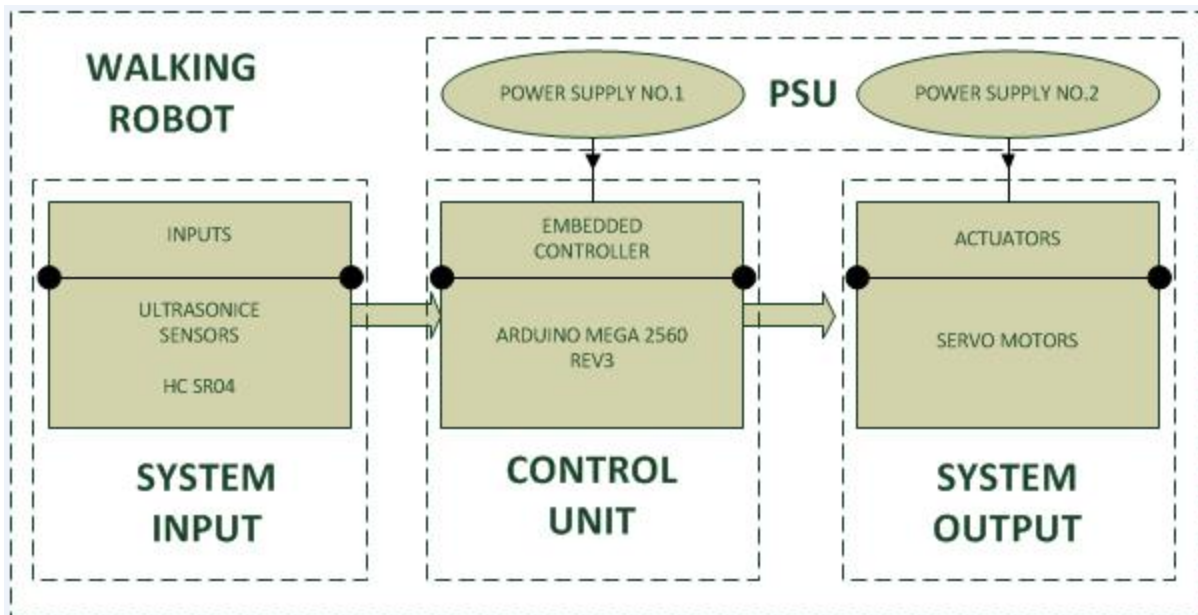 WALKING
ROBOT
POWER SUPPLY NO.1
PSU
POWER SUPPLY NO.2
INPUTS
ULTRASONICE
SENSORS
HC SR04
SYSTEM
INPUT
EMBEDDED
CONTROLLER
ARDUINO MEGA 2560
REV3
CONTROL
UNIT
ACTUATORS
SERVO MOTORS
SYSTEM
OUTPUT